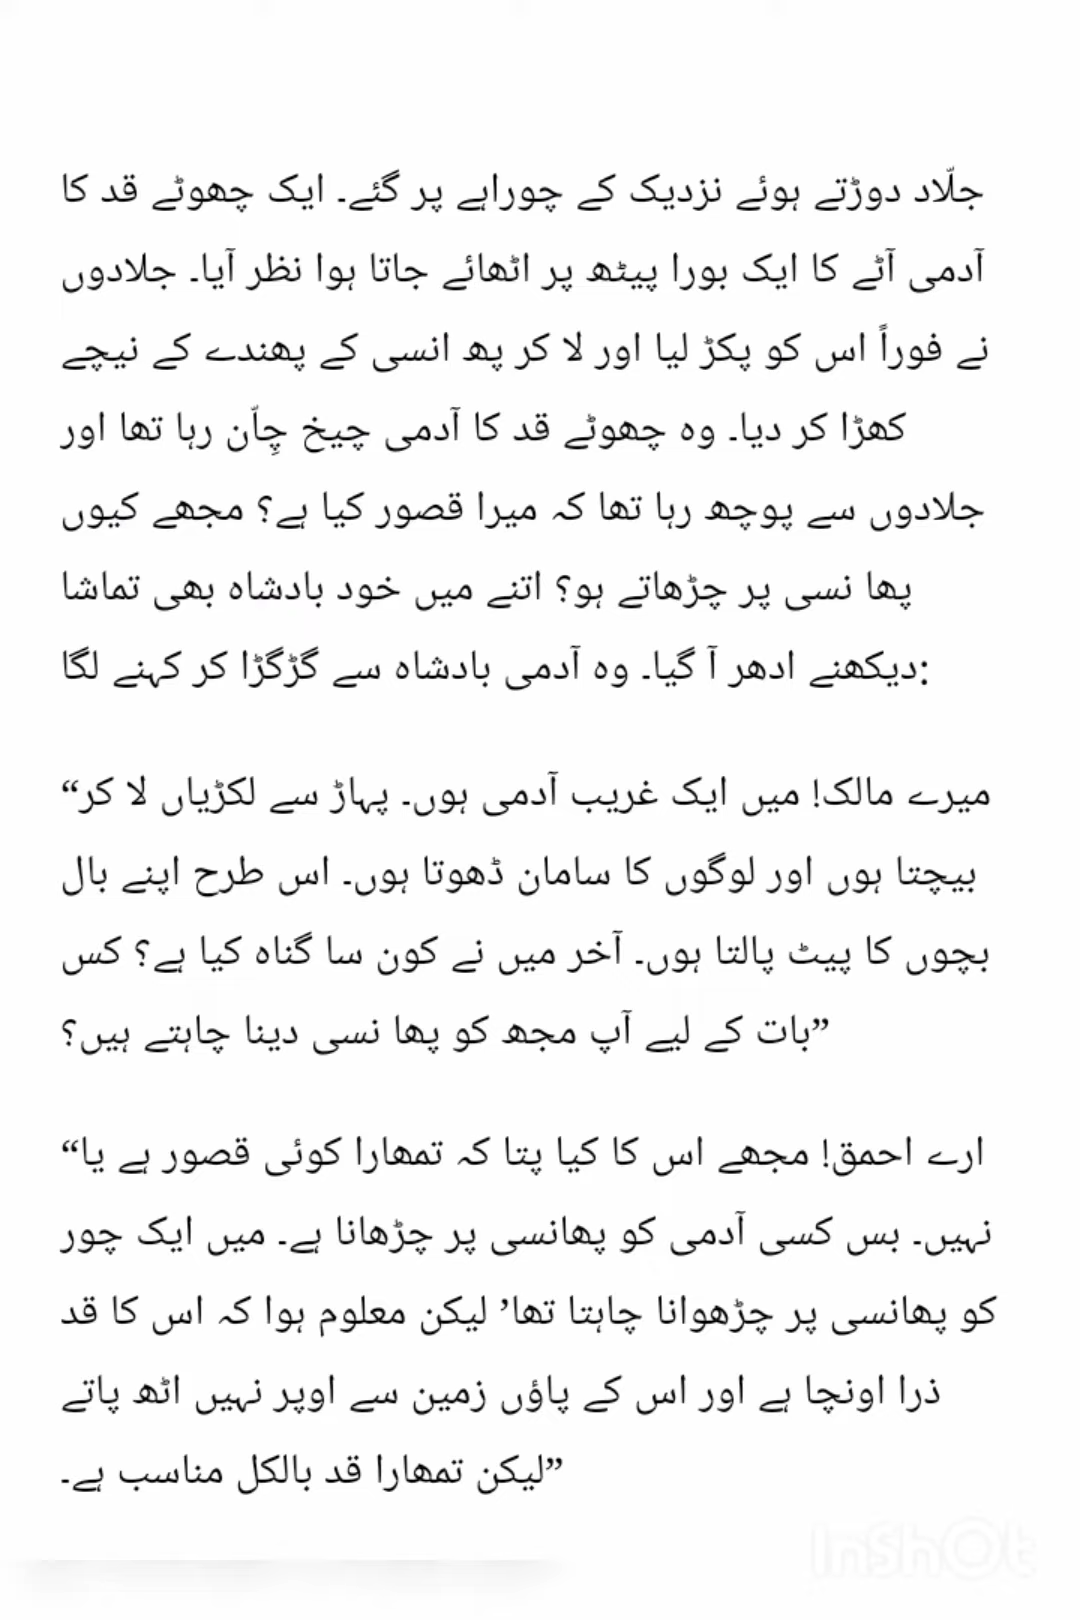 جلّاد دوڑتے ہوئے نزدیک کے چوراہے پر گئے۔ ایک چھوٹے قد کا
آدمی آٹے کا ایک بورا پیٹھ پر اٹھائے جاتا ہوا نظر آیا۔ جلادوں
نے فوراً اس کو پکڑ لیا اور لا کر پھ انسی کے پھندے کے نیچے
کھڑا کر دیا۔ وہ چھوٹے قد کا آدمی چیخ چِلّان رہا تھا اور
جلادوں سے پوچھ رہا تھا کہ میرا قصور کیا ہے؟ مجھے کیوں
پھا نسی پر چڑھاتے ہو؟ اتنے میں خود بادشاہ بھی تماشا
:دیکھنے ادھر آ گیا۔ وہ آدمی بادشاہ سے گڑگڑا کر کہنے لگا
میرے مالک! میں ایک غریب آدمی ہوں۔ پہاڑ سے لکڑیاں لا کر“
بیچتا ہوں اور لوگوں کا سامان ڈھوتا ہوں۔ اس طرح اپنے بال
بچوں کا پیٹ پالتا ہوں۔ آخر میں نے کون سا گناہ کیا ہے؟ کس
”بات کے لیے آپ مجھ کو پھا نسی دینا چاہتے ہیں؟
ارے احمق! مجھے اس کا کیا پتا کہ تمھارا کوئی قصور ہے یا“
نہیں۔ بس کسی آدمی کو پھانسی پر چڑھانا ہے۔ میں ایک چور
کو پھانسی پر چڑھوانا چاہتا تھا’ لیکن معلوم ہوا کہ اس کا قد
ذرا اونچا ہے اور اس کے پاؤں زمین سے اوپر نہیں اٹھ پاتے
”لیکن تمھارا قد بالکل مناسب ہے۔
InShOt